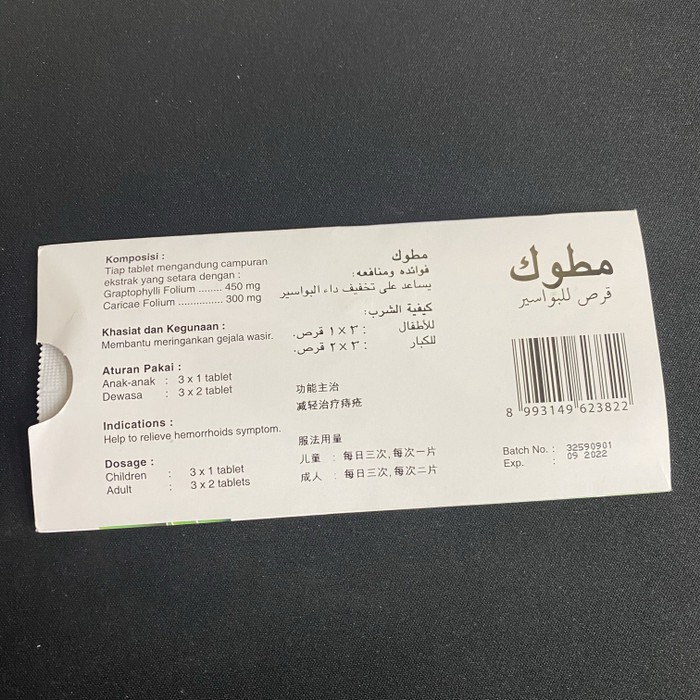 Komposisi :
Tiap tablet mengandung campuran
ekstrak yang setara dengan :
Graptophylli Folium ........ 450 mg
Caricae Folium ............... 300 mg
Khasiat dan Kegunaan :
Membantu meringankan gejala wasir.
Aturan Pakai :
Anak-anak : 3 x 1 tablet
Dewasa : 3 x 2 tablet
Indications :
Help to relieve hemorrhoids symptom.
Dosage :
Children : 3 x 1 tablet
Adult : 3 x 2 tablets
مطوك
فوائده ومنافعه:
يساعد على تخفيف داء البواسير
كيفية الشرب:
للأطفال : ٣ × ١ قرص.
للكبار : ٣ × ٢ قرص.
功能主治
减轻治疗痔疮
服法用量
儿童 : 每日三次,每次一片
成人 : 每日三次,每次二片
مطوك
قرص للبواسير
8 993149 623822
Batch No. : 32590901
Exp. : 09 2022